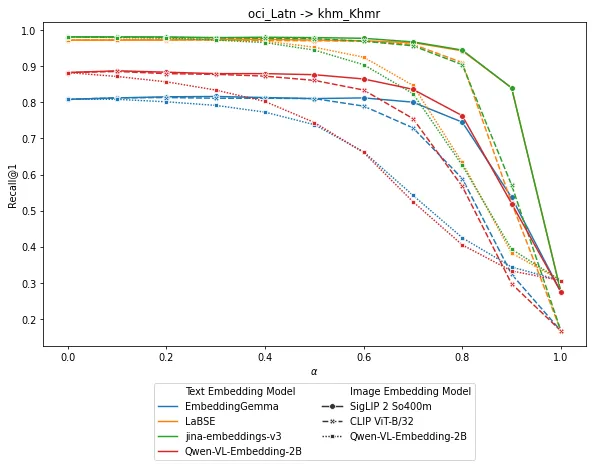 oci_Latn -> khm_Khmr
Recall@1
1.0
0.9
0.8
0.7
0.6
0.5
0.4
0.3
0.2
0.0 0.2 0.4 0.6 0.8 1.0
α
Text Embedding Model Image Embedding Model
EmbeddingGemma SigLIP 2 So400m
LaBSE CLIP ViT-B/32
jina-embeddings-v3 Qwen-VL-Embedding-2B
Qwen-VL-Embedding-2B